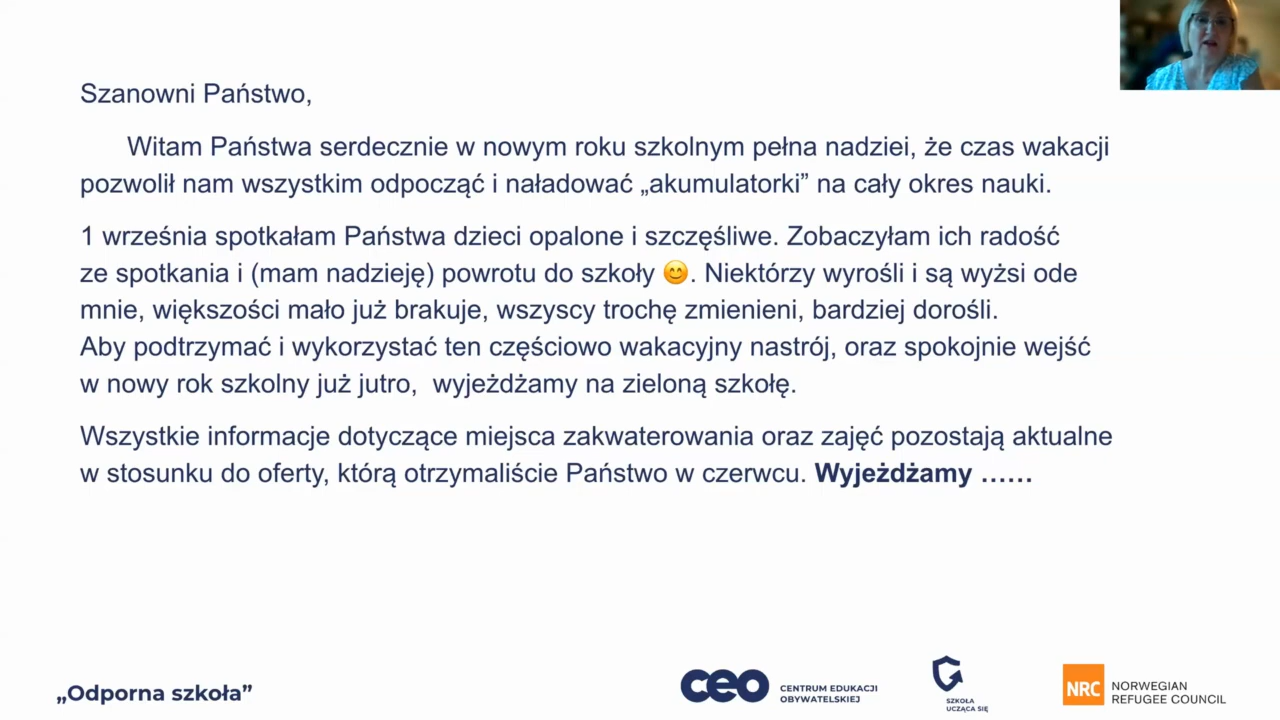 Szanowni Państwo,
Witam Państwa serdecznie w nowym roku szkolnym pełna nadziei, że czas wakacji
pozwolił nam wszystkim odpocząć i naładować „akumulatorki” na cały okres nauki.
1 września spotkałam Państwa dzieci opalone i szczęśliwe. Zobaczyłam ich radość
ze spotkania i (mam nadzieję) powrotu do szkoły 😊. Niektórzy wyrośli i są wyżsi ode
mnie, większości mało już brakuje, wszyscy trochę zmienieni, bardziej dorośli.
Aby podtrzymać i wykorzystać ten częściowo wakacyjny nastrój, oraz spokojnie wejść
w nowy rok szkolny już jutro,  wyjeżdżamy na zieloną szkołę.
Wszystkie informacje dotyczące miejsca zakwaterowania oraz zajęć pozostają aktualne
w stosunku do oferty, którą otrzymaliście Państwo w czerwcu. Wyjeżdżamy ……
„Odporna szkoła”
CEO CENTRUM EDUKACJI
OBYWATELSKIEJ
SZKOŁA
UCZĄCA SIĘ
NRC NORWEGIAN
REFUGEE COUNCIL